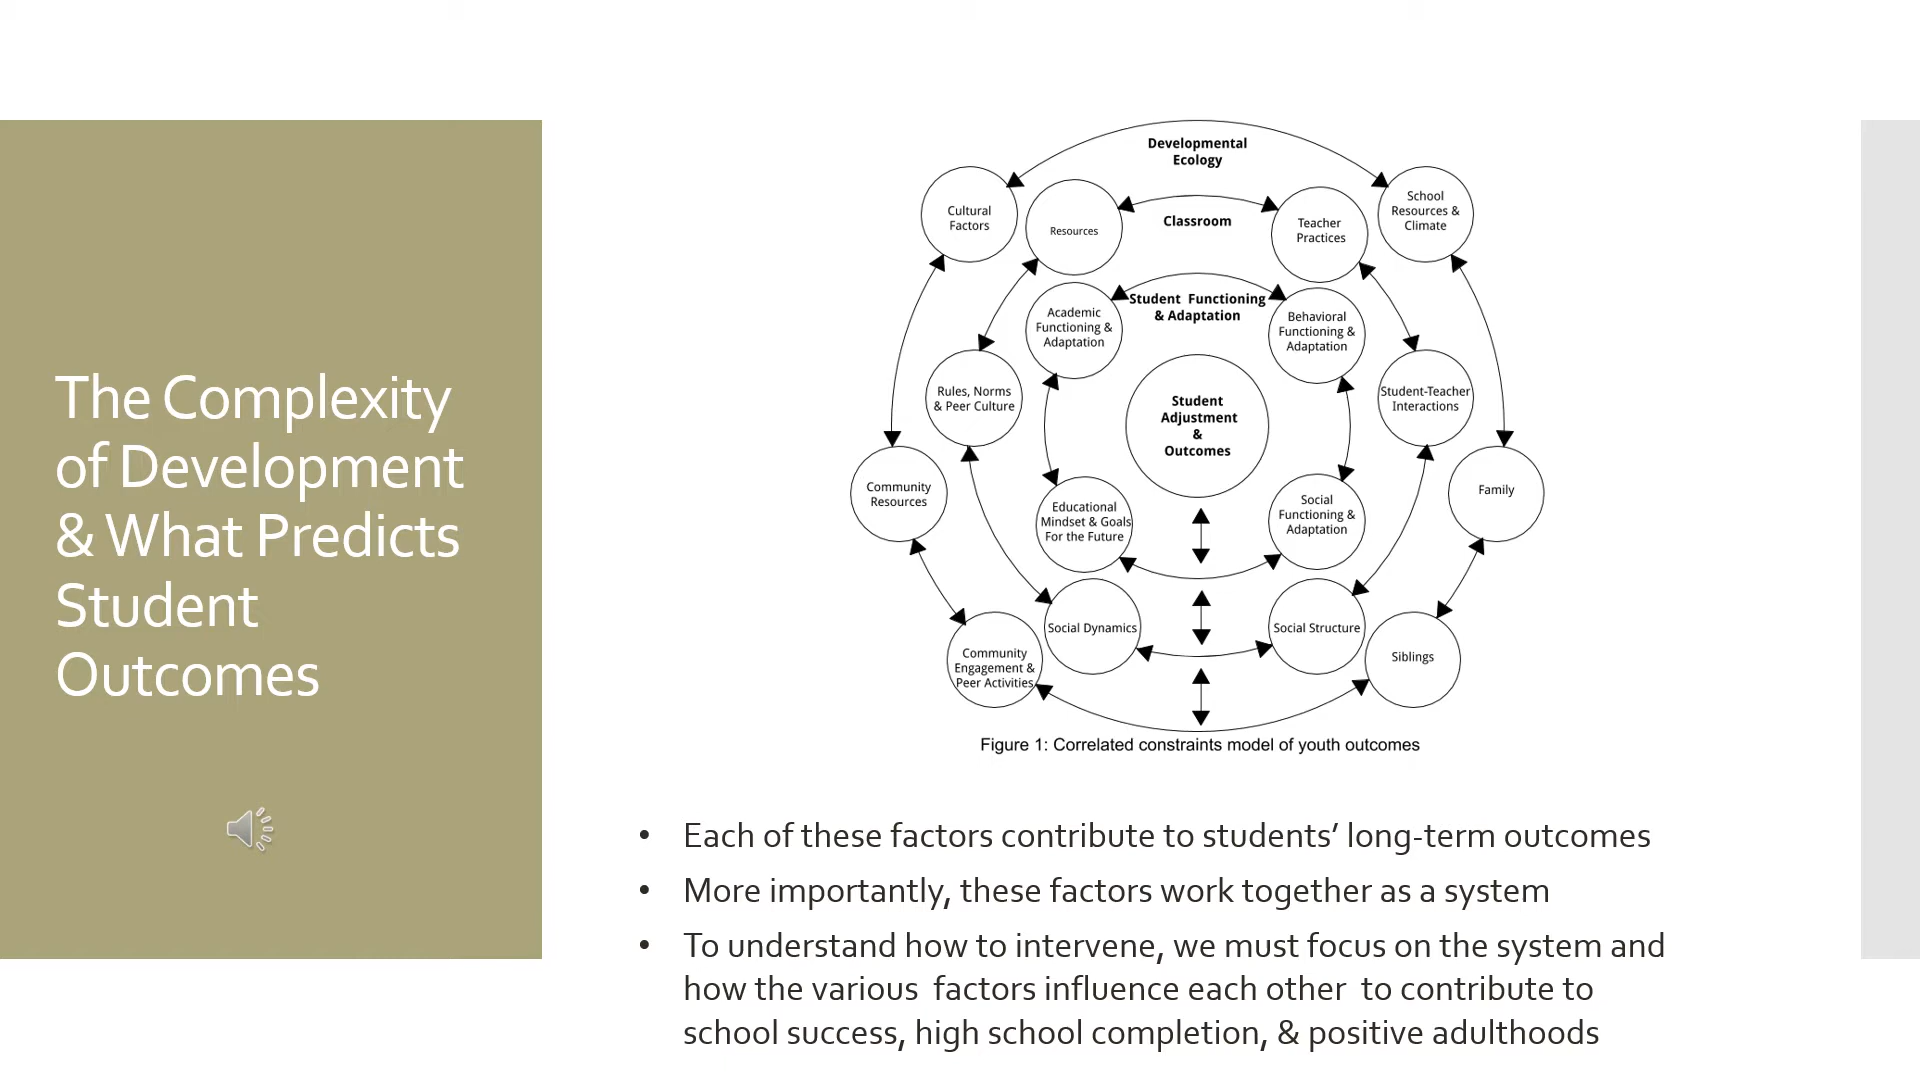 The Complexity
of Development
& What Predicts
Student
Outcomes
Developmental
Ecology
Cultural
Factors
School
Resources &
Climate
Resources
Classroom
Teacher
Practices
Student Functioning
& Adaptation
Academic
Functioning &
Adaptation
Behavioral
Functioning &
Adaptation
Rules, Norms
& Peer Culture
Student
Adjustment
&
Outcomes
Student-Teacher
Interactions
Community
Resources
Family
Educational
Mindset & Goals
For the Future
Social
Functioning &
Adaptation
Social Dynamics
Social Structure
Community
Engagement &
Peer Activities
Siblings
Figure 1: Correlated constraints model of youth outcomes
• Each of these factors contribute to students’ long-term outcomes
• More importantly, these factors work together as a system
• To understand how to intervene, we must focus on the system and
how the various factors influence each other to contribute to
school success, high school completion, & positive adulthoods